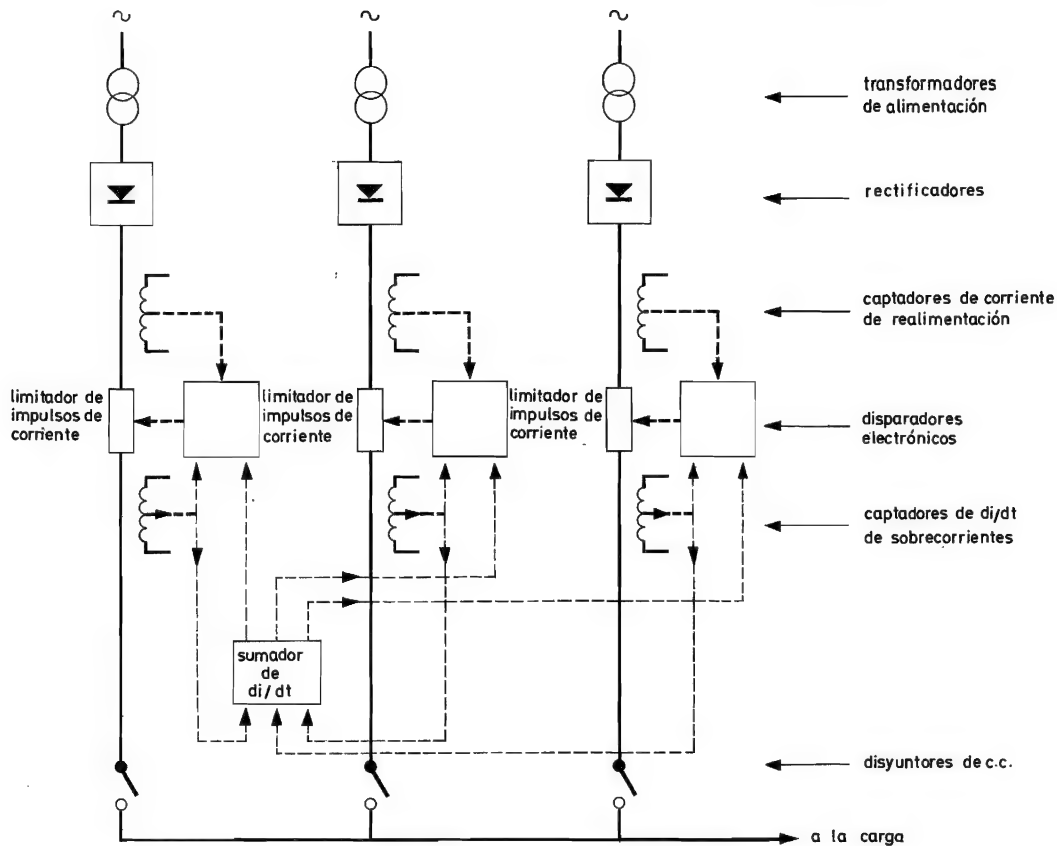 transformadores
de alimentación
rectificadores
captadores de corriente
de realimentación
limitador de
impulsos de
corriente
limitador de
impulsos de
corriente
limitador de
impulsos de
corriente
disparadores
electrónicos
captadores de di/dt
de sobrecorrientes
sumador
de
di/dt
disyuntores de c.c.
a la carga